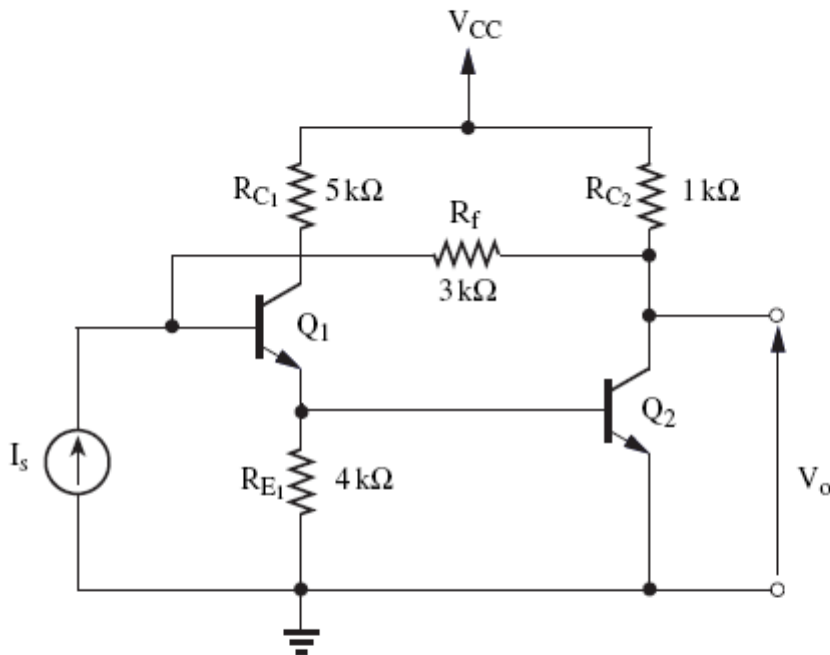 V_CC
R_C1 5 kΩ
R_C2 1 kΩ
R_f
3 kΩ
Q_1
Q_2
I_s
R_E1 4 kΩ
V_o